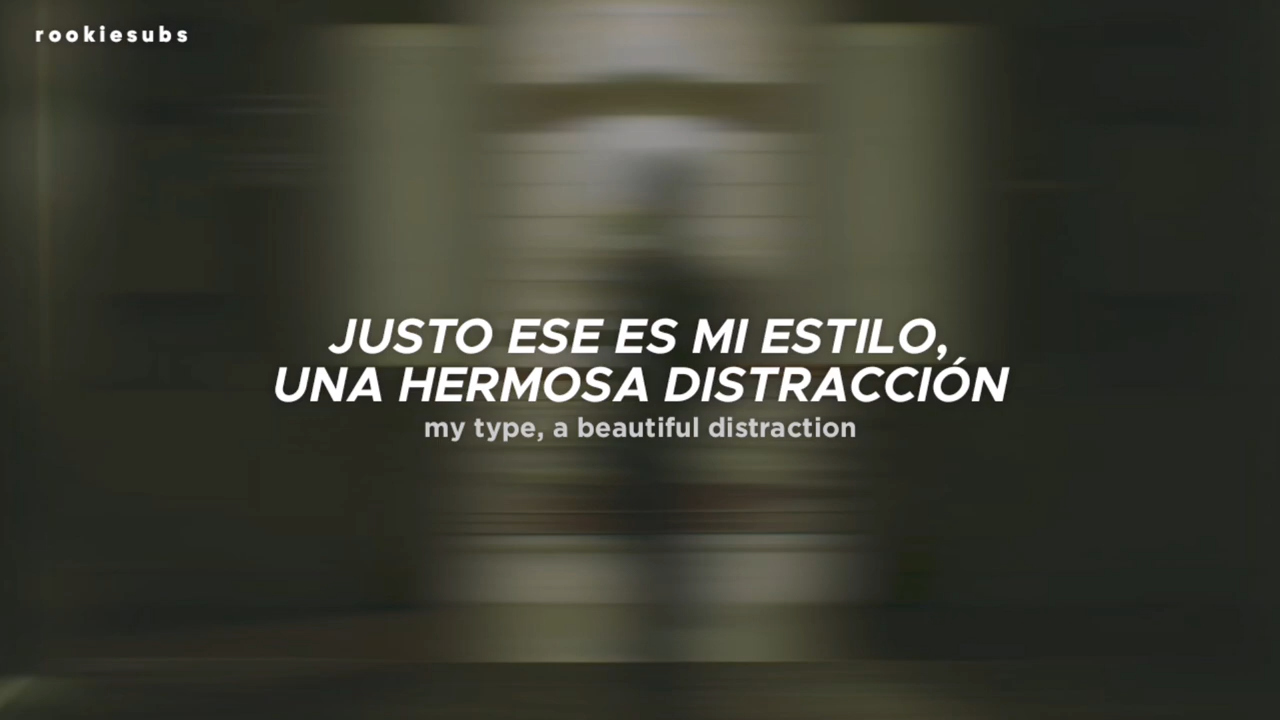 rookiesubs
JUSTO ESE ES MI ESTILO,
UNA HERMOSA DISTRACCIÓN
my type, a beautiful distraction